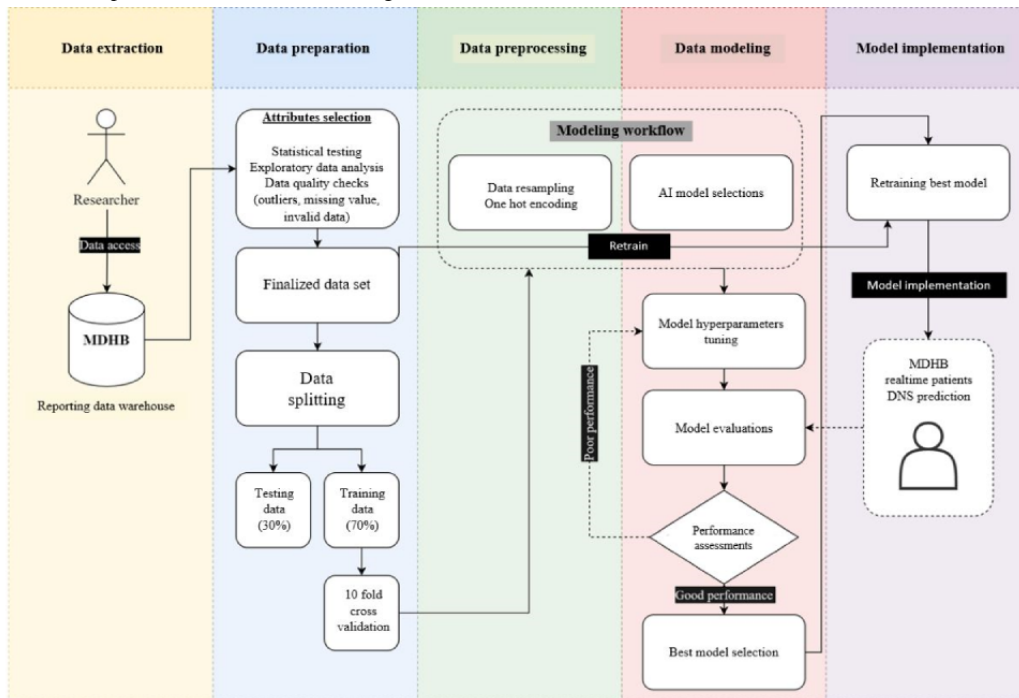 Data extraction
Data preparation
Data preprocessing
Data modeling
Model implementation
Researcher
Data access
MDHB
Reporting data warehouse
Attributes selection
Statistical testing
Exploratory data analysis
Data quality checks
(outliers, missing value,
invalid data)
Finalized data set
Data
splitting
Testing
data
(30%)
Training
data
(70%)
10 fold
cross
validation
Modeling workflow
Data resampling
One hot encoding
AI model selections
Retrain
Model hyperparameters
tuning
Poor performance
Model evaluations
Performance
assessments
Good performance
Best model selection
Retraining best model
Model implementation
MDHB
realtime patients
DNS prediction